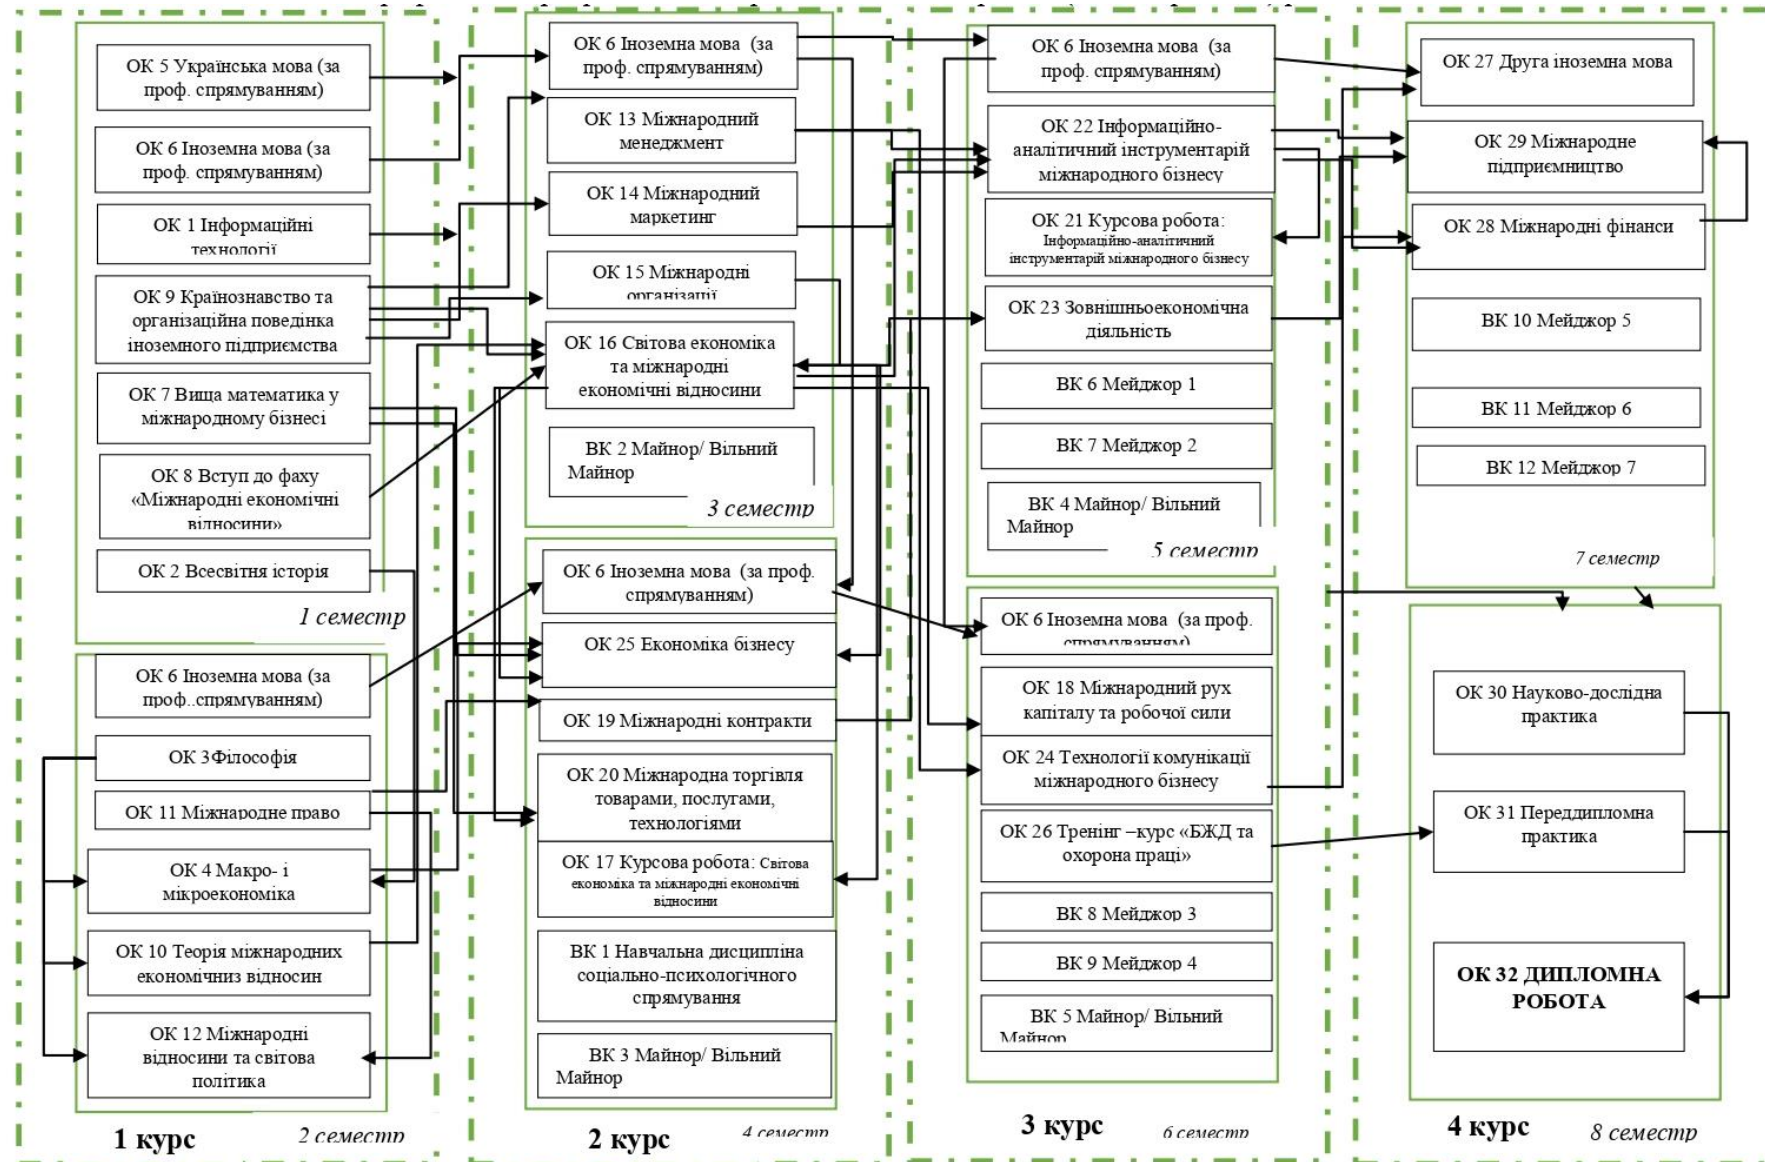 ОК 5 Українська мова (за
проф. спрямуванням)
ОК 6 Іноземна мова (за
проф. спрямуванням)
ОК 1 Інформаційні
технології
ОК 9 Країнознавство та
організаційна поведінка
іноземного підприємства
ОК 7 Вища математика у
міжнародному бізнесі
ОК 8 Вступ до фаху
«Міжнародні економічні
відносини»
ОК 2 Всесвітня історія
1 семестр
ОК 6 Іноземна мова (за
проф..спрямуванням)
ОК 3Філософія
ОК 11 Міжнародне право
ОК 4 Макро- і
мікроекономіка
ОК 10 Теорія міжнародних
економічниз відносин
ОК 12 Міжнародні
відносини та світова
політика
1 курс
2 семестр
ОК 6 Іноземна мова (за
проф. спрямуванням)
ОК 13 Міжнародний
менеджмент
ОК 14 Міжнародний
маркетинг
ОК 15 Міжнародні
організації
ОК 16 Світова економіка
та міжнародні
економічні відносини
ВК 2 Майнор/ Вільний
Майнор
3 семестр
ОК 6 Іноземна мова (за проф.
спрямуванням)
ОК 25 Економіка бізнесу
ОК 19 Міжнародні контракти
ОК 20 Міжнародна торгівля
товарами, послугами,
технологіями
ОК 17 Курсова робота: Світова
економіка та міжнародні економічні
відносини
ВК 1 Навчальна дисципліна
соціально-психологічного
спрямування
ВК 3 Майнор/ Вільний
Майнор
2 курс
4 семестр
ОК 6 Іноземна мова (за
проф. спрямуванням)
ОК 22 Інформаційно-
аналітичний інструментарій
міжнародного бізнесу
ОК 21 Курсова робота:
Інформаційно-аналітичний
інструментарій міжнародного бізнесу
ОК 23 Зовнішньоекономічна
діяльність
ВК 6 Мейджор 1
ВК 7 Мейджор 2
ВК 4 Майнор/ Вільний
Майнор
5 семестр
ОК 6 Іноземна мова (за проф.
спрямуванням)
ОК 18 Міжнародний рух
капіталу та робочої сили
ОК 24 Технології комунікації
міжнародного бізнесу
ОК 26 Тренінг –курс «БЖД та
охорона праці»
ВК 8 Мейджор 3
ВК 9 Мейджор 4
ВК 5 Майнор/ Вільний
Майнор
3 курс
6 семестр
ОК 27 Друга іноземна мова
ОК 29 Міжнародне
підприємництво
ОК 28 Міжнародні фінанси
ВК 10 Мейджор 5
ВК 11 Мейджор 6
ВК 12 Мейджор 7
7 семестр
ОК 30 Науково-дослідна
практика
ОК 31 Переддипломна
практика
ОК 32 ДИПЛОМНА
РОБОТА
4 курс
8 семестр